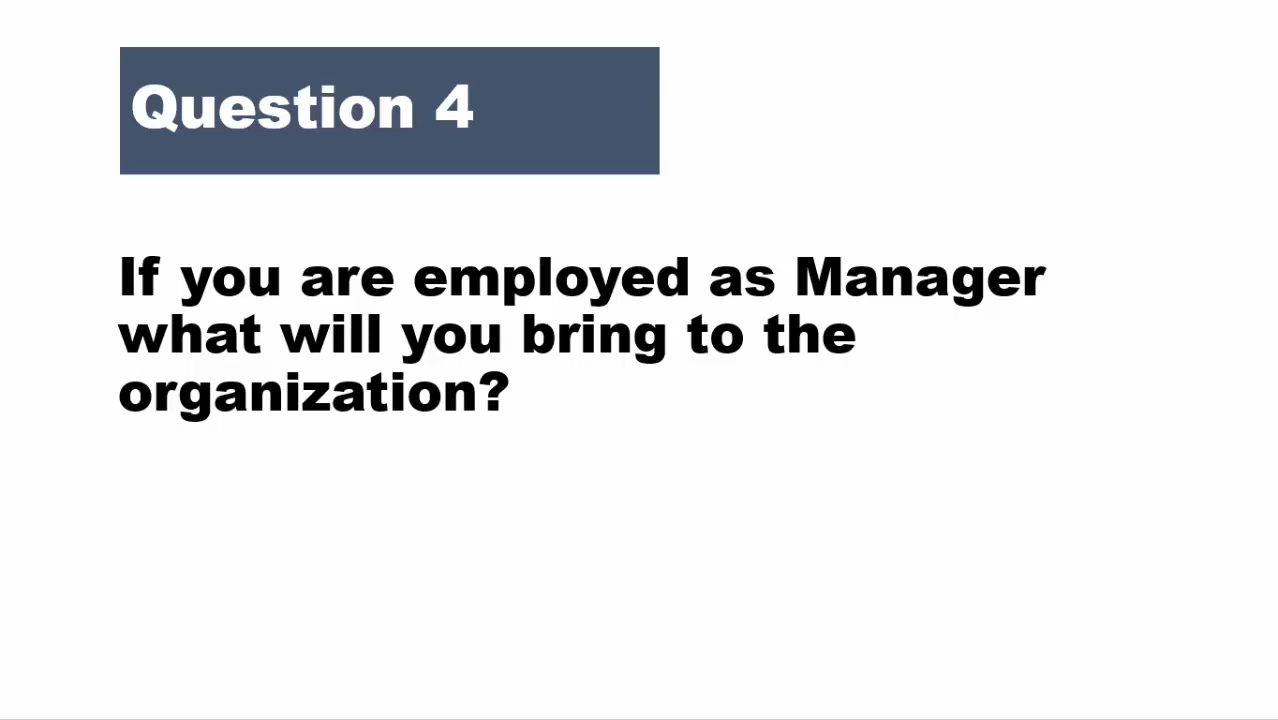 Question 4
If you are employed as Manager
what will you bring to the
organization?